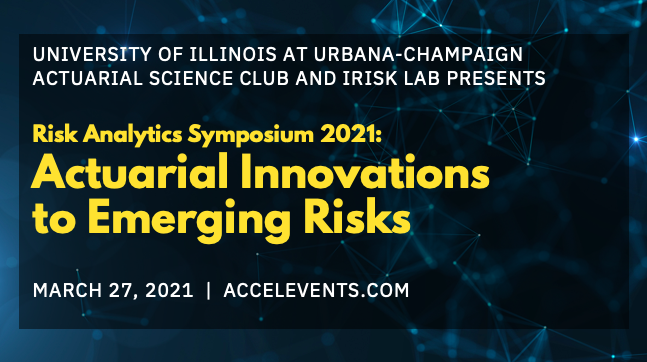 UNIVERSITY OF ILLINOIS AT URBANA-CHAMPAIGN
ACTUARIAL SCIENCE CLUB AND IRISK LAB PRESENTS
Risk Analytics Symposium 2021:
Actuarial Innovations
to Emerging Risks
MARCH 27, 2021 | ACCELEVENTS.COM